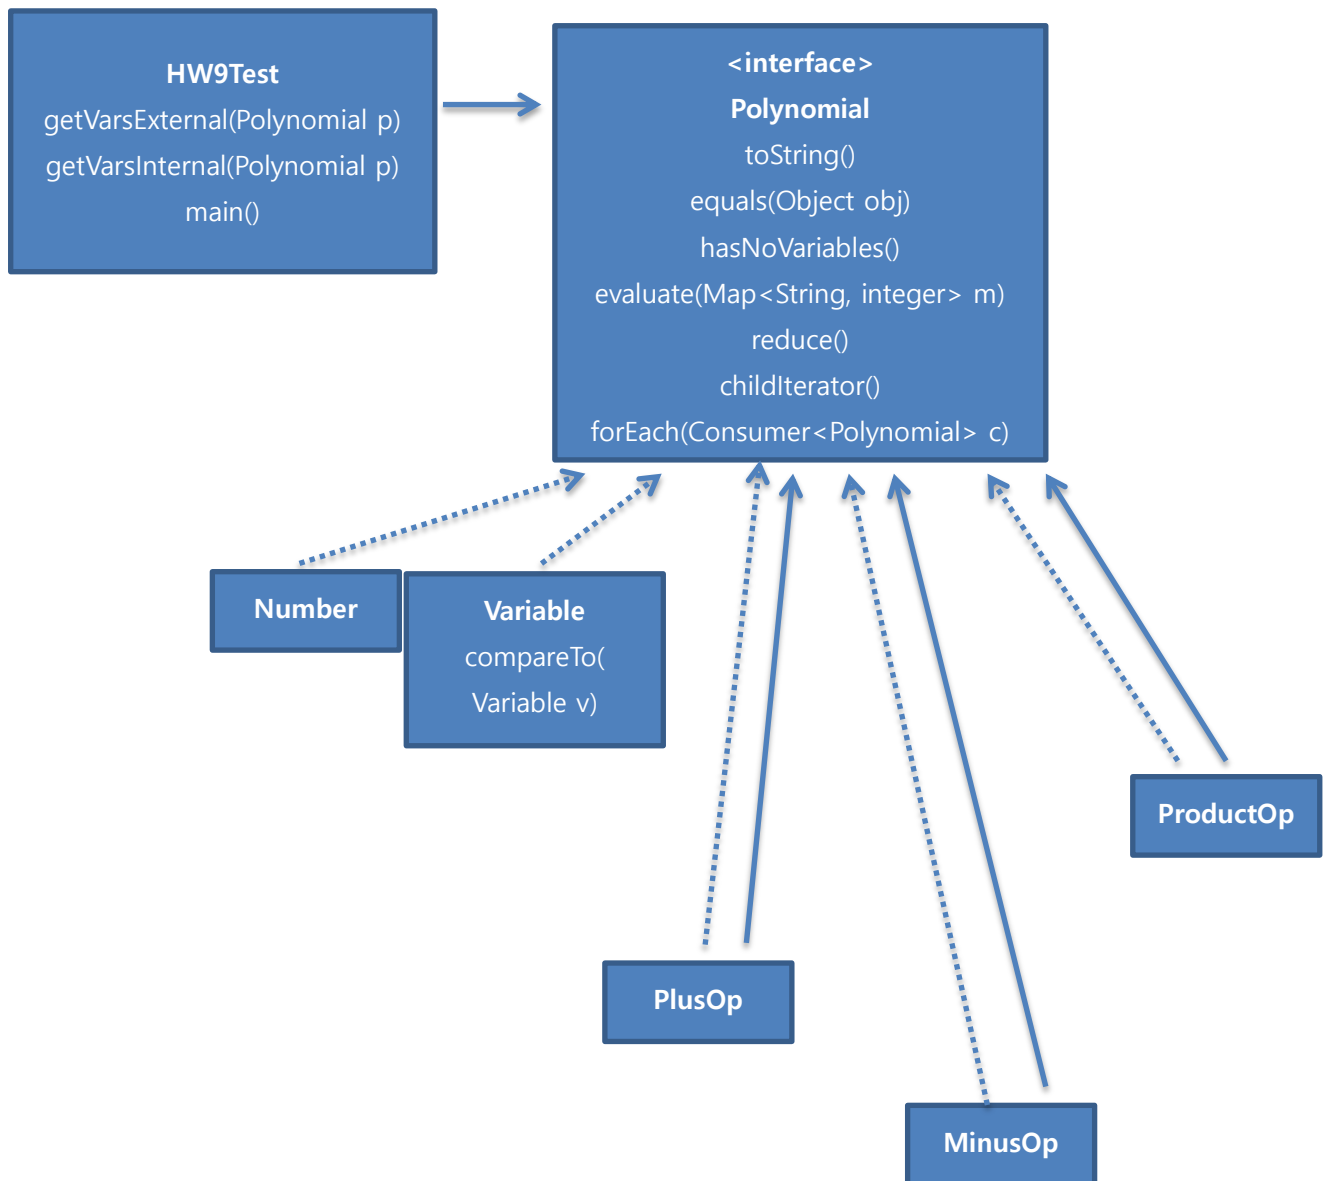 HW9Test
getVarsExternal(Polynomial p)
getVarsInternal(Polynomial p)
main()
<interface>
Polynomial
toString()
equals(Object obj)
hasNoVariables()
evaluate(Map<String, integer> m)
reduce()
childIterator()
forEach(Consumer<Polynomial> c)
Number
Variable
compareTo(
Variable v)
ProductOp
PlusOp
MinusOp